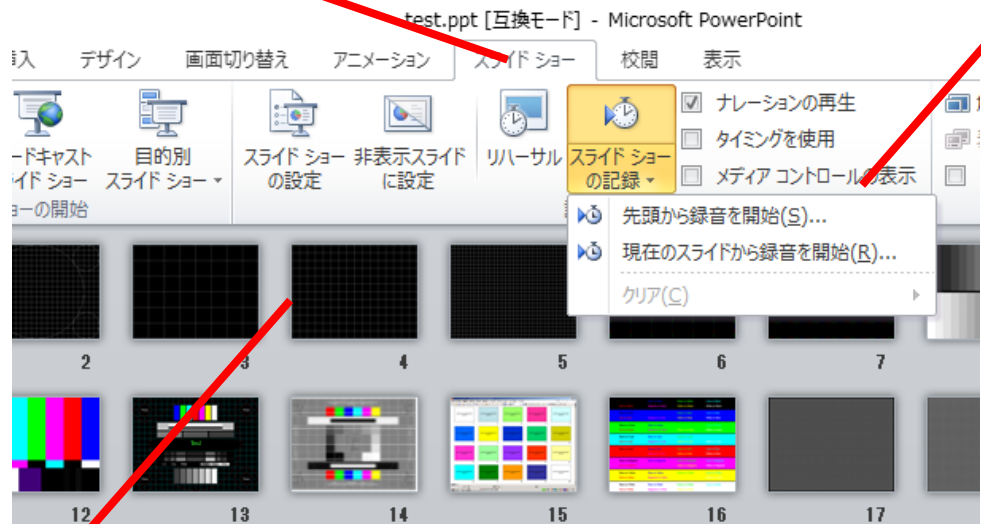 test.ppt [互換モード] - Microsoft PowerPoint
デザイン 画面切り替え アニメーション スライド ショー 校閲 表示
ードキャスト
イド ショー
目的別
スライド ショー
スライド ショー
の設定
非表示スライド
に設定
リハーサル
スライド ショー
の記録
ナレーションの再生
タイミングを使用
メディア コントロールの表示
ョーの開始
先頭から録音を開始(S)...
現在のスライドから録音を開始(R)...
クリア(C)
2 3 4 5 6 7
12 13 14 15 16 17